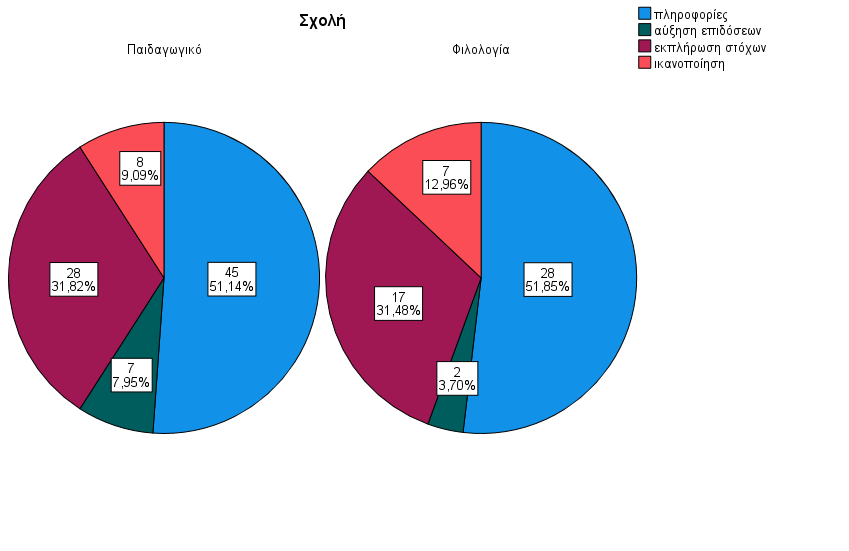 Σχολή
Παιδαγωγικό
Φιλολογία
πληροφορίες
αύξηση επιδόσεων
εκπλήρωση στόχων
ικανοποίηση
8
9,09%
45
51,14%
28
31,82%
7
7,95%
7
12,96%
28
51,85%
17
31,48%
2
3,70%